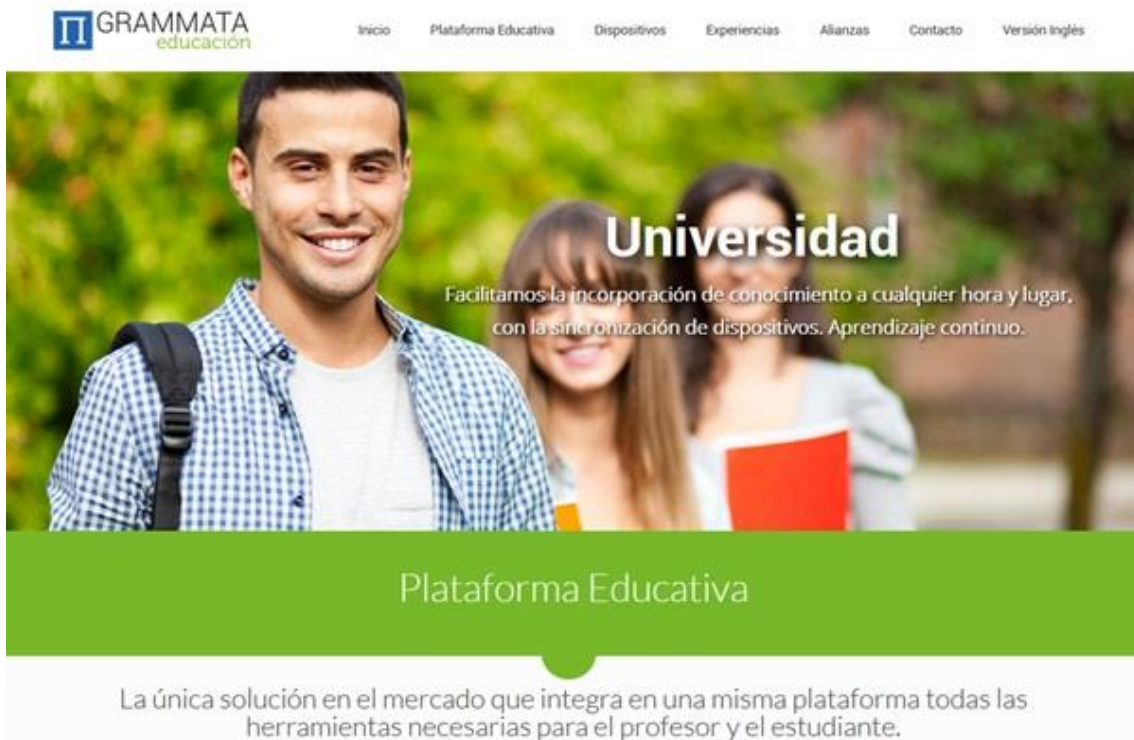 GRAMMATA
educación
Inicio Plataforma Educativa Dispositivos Experiencias Alianzas Contacto Versión Inglés
Universidad
Facilitamos la incorporación de conocimiento a cualquier hora y lugar,
con la sincronización de dispositivos. Aprendizaje continuo.
Plataforma Educativa
La única solución en el mercado que integra en una misma plataforma todas las
herramientas necesarias para el profesor y el estudiante.